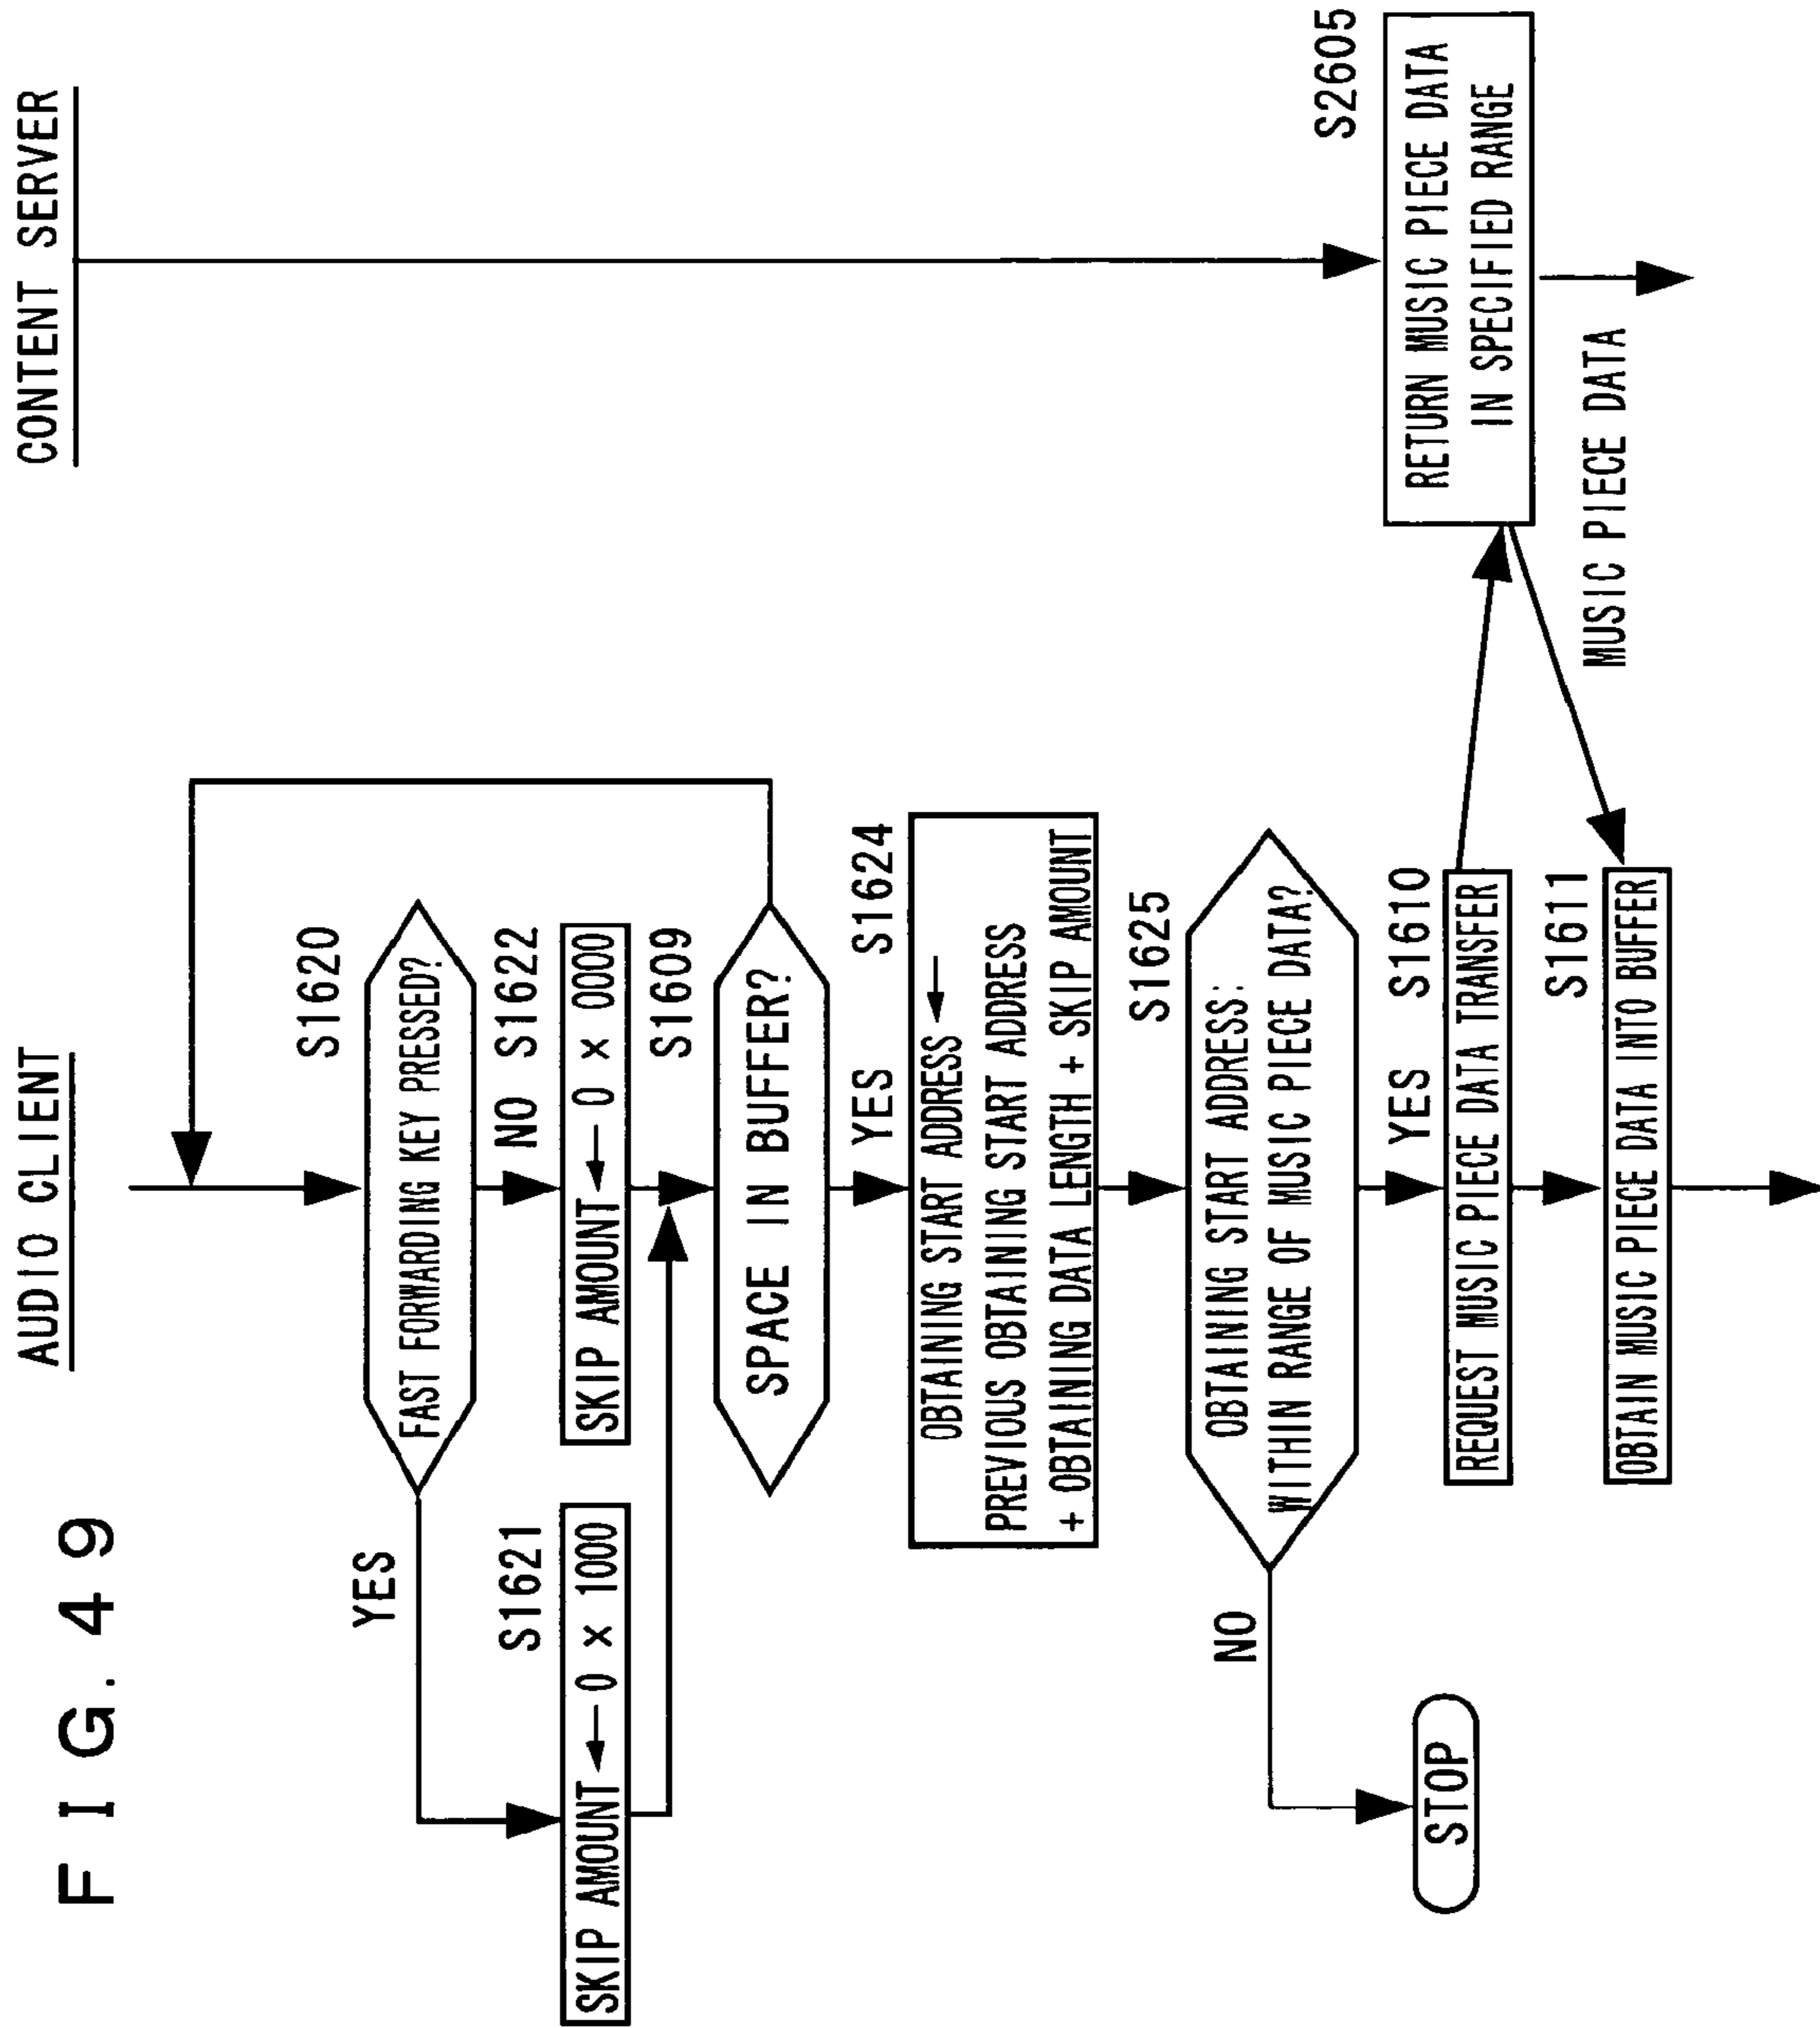 F I G. 4 9
AUDIO CLIENT
CONTENT SERVER
S1620
FAST FORWARDING KEY PRESSED?
YES
NO S1622
S1621
SKIP AMOUNT ← 0 × 1000
SKIP AMOUNT ← 0 × 0000
S1609
SPACE IN BUFFER?
YES
S1624
OBTAINING START ADDRESS ←
PREVIOUS OBTAINING START ADDRESS
+ OBTAINING DATA LENGTH + SKIP AMOUNT
S1625
OBTAINING START ADDRESS:
WITHIN RANGE OF MUSIC PIECE DATA?
NO
YES
STOP
S1610
REQUEST MUSIC PIECE DATA TRANSFER
S2605
RETURN MUSIC PIECE DATA
IN SPECIFIED RANGE
MUSIC PIECE DATA
S1611
OBTAIN MUSIC PIECE DATA INTO BUFFER